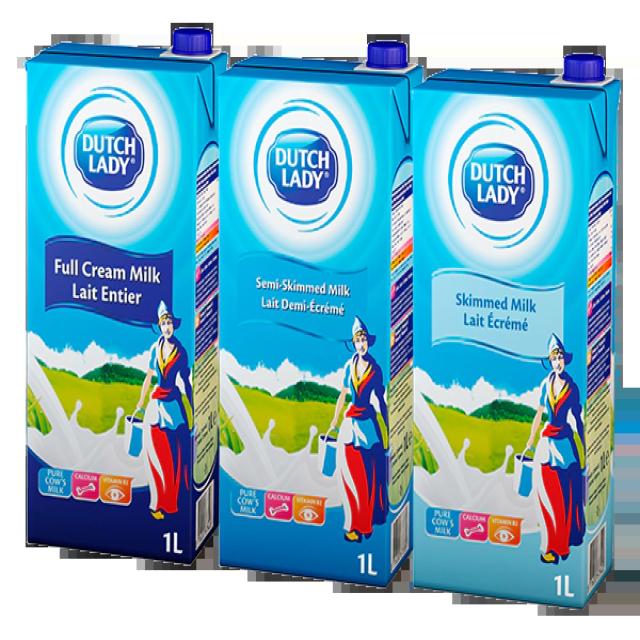 DUTCH
LADY®
Full Cream Milk
Lait Entier
PURE
COW'S
MILK
CALCIUM
VITAMIN B2
1L
DUTCH
LADY®
Semi-Skimmed Milk
Lait Demi-Écrémé
PURE
COW'S
MILK
CALCIUM
VITAMIN B2
1L
DUTCH
LADY®
Skimmed Milk
Lait Écrémé
PURE
COW'S
MILK
CALCIUM
VITAMIN B2
1L